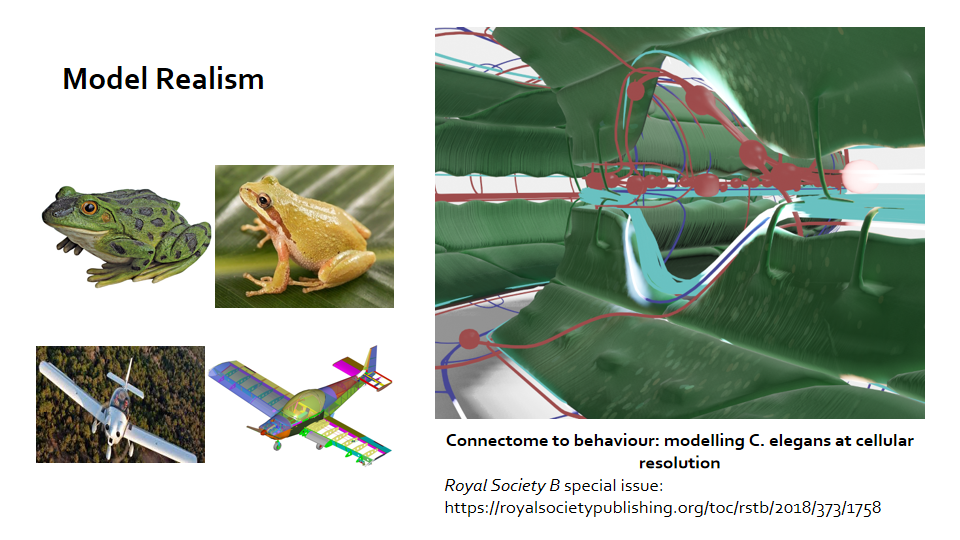 Model Realism
Connectome to behaviour: modelling C. elegans at cellular
resolution
Royal Society B special issue:
https://royalsocietypublishing.org/toc/rstb/2018/373/1758